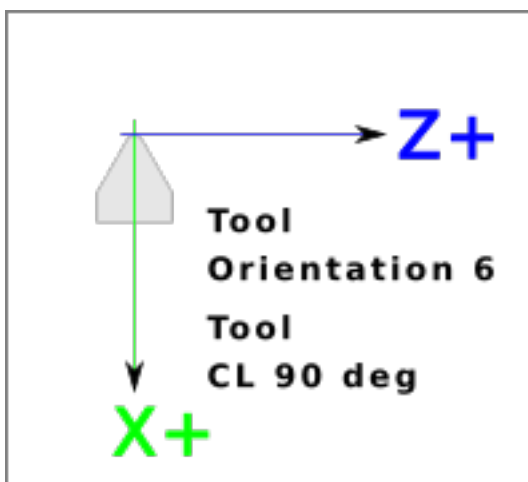 Z+
Tool
Orientation 6
Tool
CL 90 deg
X+